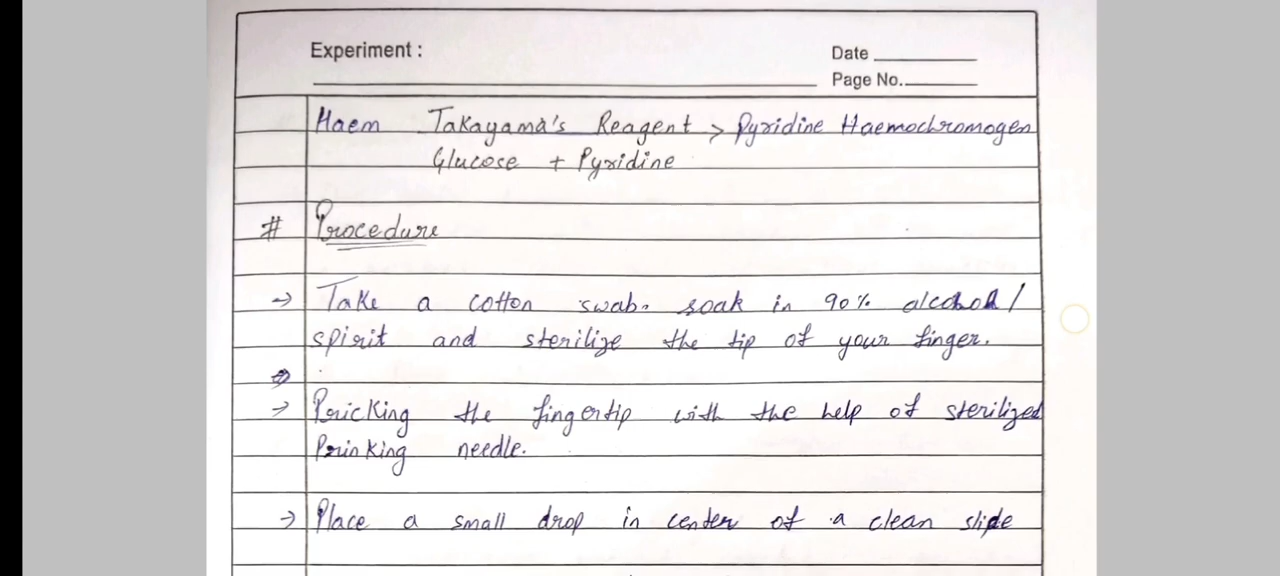 Experiment :
Date
Page No.
Haem Takayama's Reagent > Pyridine Haemochromogen
Glucose + Pyridine
# Procedure
→ Take a cotton swab. soak in 90% alcohol /
spirit and sterilize the tip of your finger.
→ Pricking the fingertip with the help of sterilized
Prinking needle.
→ Place a small drop in center of a clean slide